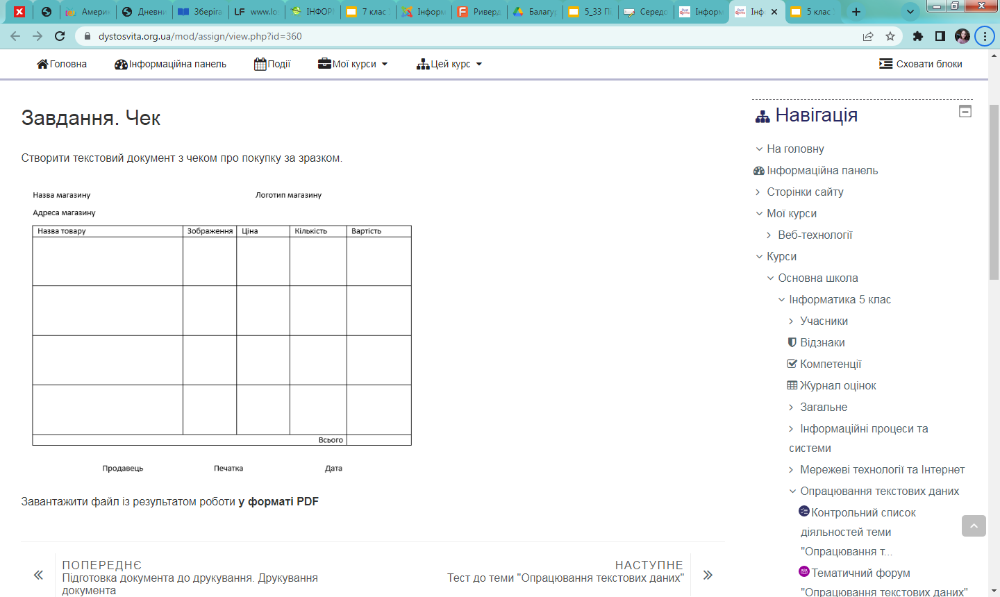 Америк
Дневни
Зберіга
www.lo
ІНФОРМ
7 клас
Інформ
Риверд
Балагур
5_33 П
Середо
Інформ
Інф
5 клас
dystosvita.org.ua/mod/assign/view.php?id=360
Головна
Інформаційна панель
Події
Мої курси
Цей курс
Сховати блоки
Завдання. Чек
Створити текстовий документ з чеком про покупку за зразком.
Назва магазину
Логотип магазину
Адреса магазину
Назва товару
Зображення
Ціна
Кількість
Вартість
Всього
Продавець
Печатка
Дата
Завантажити файл із результатом роботи у форматі PDF
ПОПЕРЕДНЄ
Підготовка документа до друкування. Друкування
документа
НАСТУПНЕ
Тест до теми "Опрацювання текстових даних"
Навігація
На головну
Інформаційна панель
Сторінки сайту
Мої курси
Веб-технології
Курси
Основна школа
Інформатика 5 клас
Учасники
Відзнаки
Компетенції
Журнал оцінок
Загальне
Інформаційні процеси та
системи
Мережеві технології та Інтернет
Опрацювання текстових даних
Контрольний список
діяльностей теми
"Опрацювання т...
Тематичний форум
"Опрацювання текстових даних"